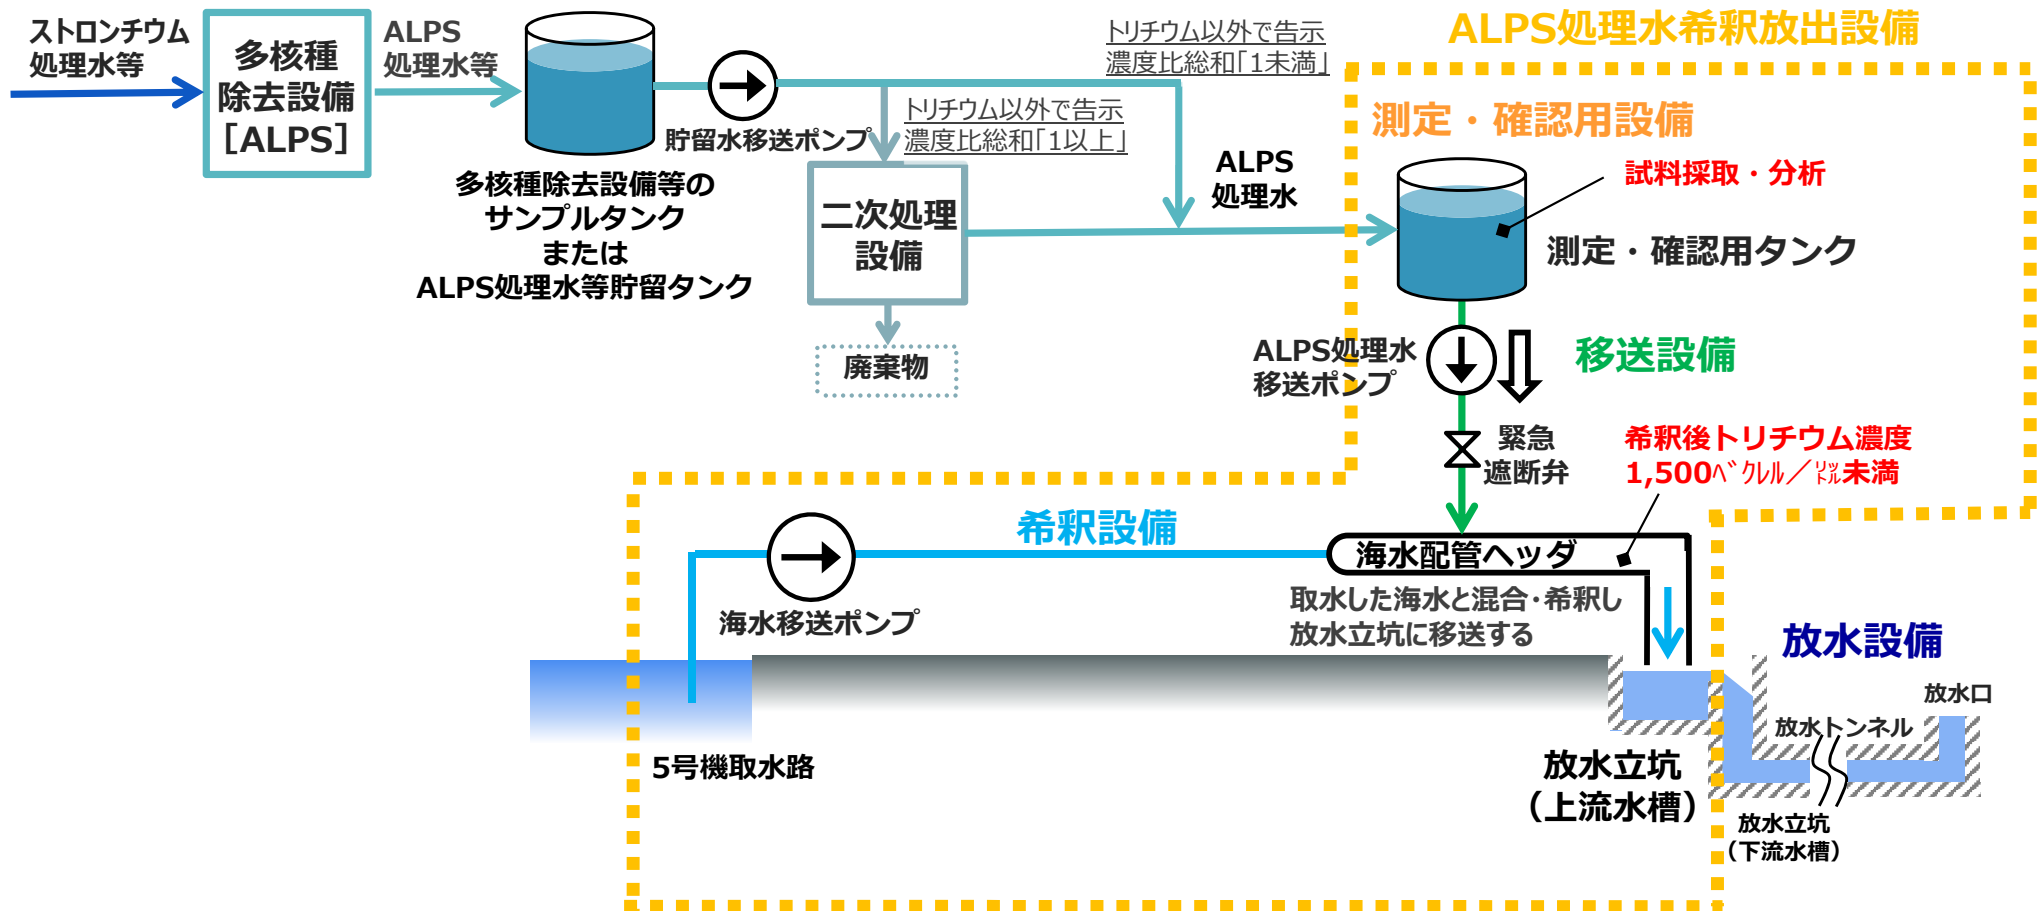 ストロンチウム
処理水等
多核種
除去設備
［ALPS］
ALPS
処理水等
多核種除去設備等の
サンプルタンク
または
ALPS処理水等貯留タンク
貯留水移送ポンプ
トリチウム以外で告示
濃度比総和｢1未満｣
トリチウム以外で告示
濃度比総和｢1以上｣
二次処理
設備
廃棄物
ALPS
処理水
ALPS処理水希釈放出設備
測定・確認用設備
試料採取・分析
測定・確認用タンク
ALPS処理水
移送ポンプ
移送設備
緊急
遮断弁
希釈後トリチウム濃度
1,500ﾍﾞｸﾚﾙ／㍑未満
希釈設備
海水移送ポンプ
海水配管ヘッダ
取水した海水と混合･希釈し
放水立坑に移送する
5号機取水路
放水立坑
（上流水槽）
放水設備
放水口
放水トンネル
放水立坑
（下流水槽）